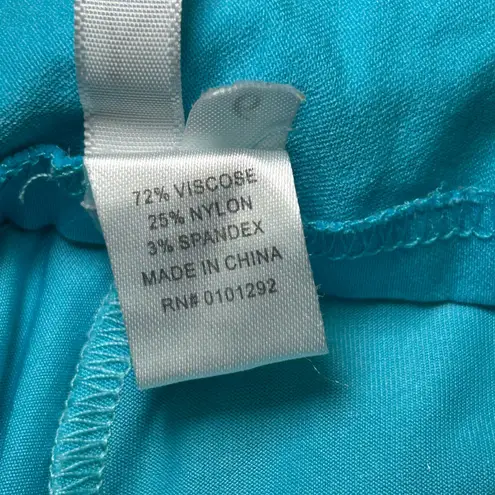 72% VISCOSE
25% NYLON
3% SPANDEX
MADE IN CHINA
RN# 0101292